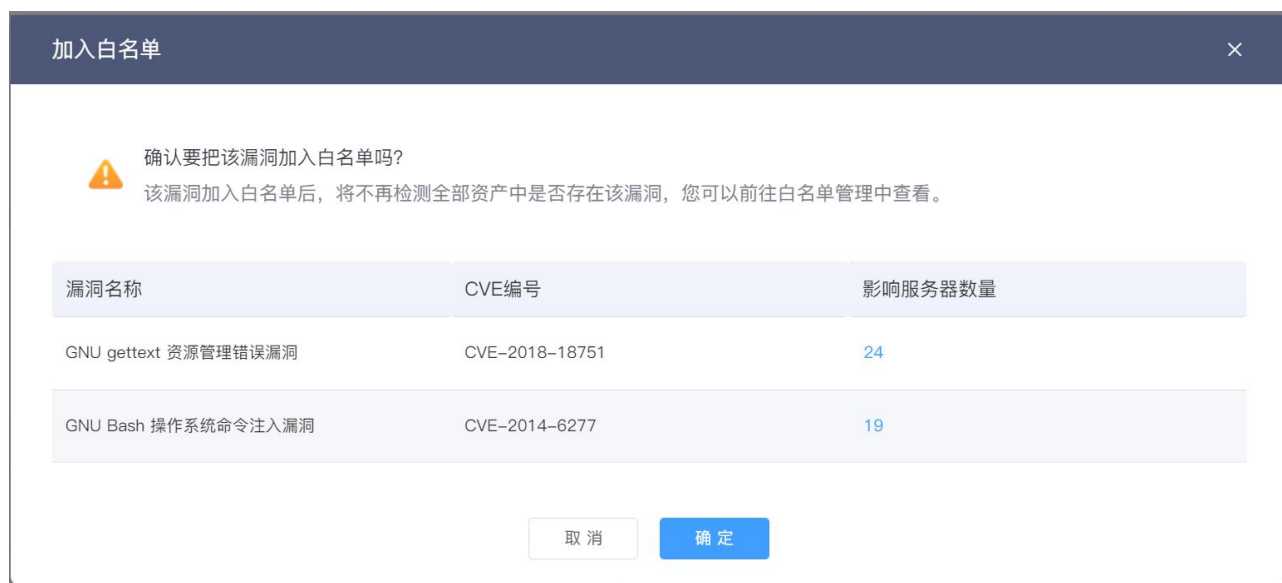 加入白名单
确认要把该漏洞加入白名单吗?
该漏洞加入白名单后，将不再检测全部资产中是否存在该漏洞，您可以前往白名单管理中查看。
漏洞名称 CVE编号 影响服务器数量
GNU gettext 资源管理错误漏洞 CVE-2018-18751 24
GNU Bash 操作系统命令注入漏洞 CVE-2014-6277 19
取消 确定